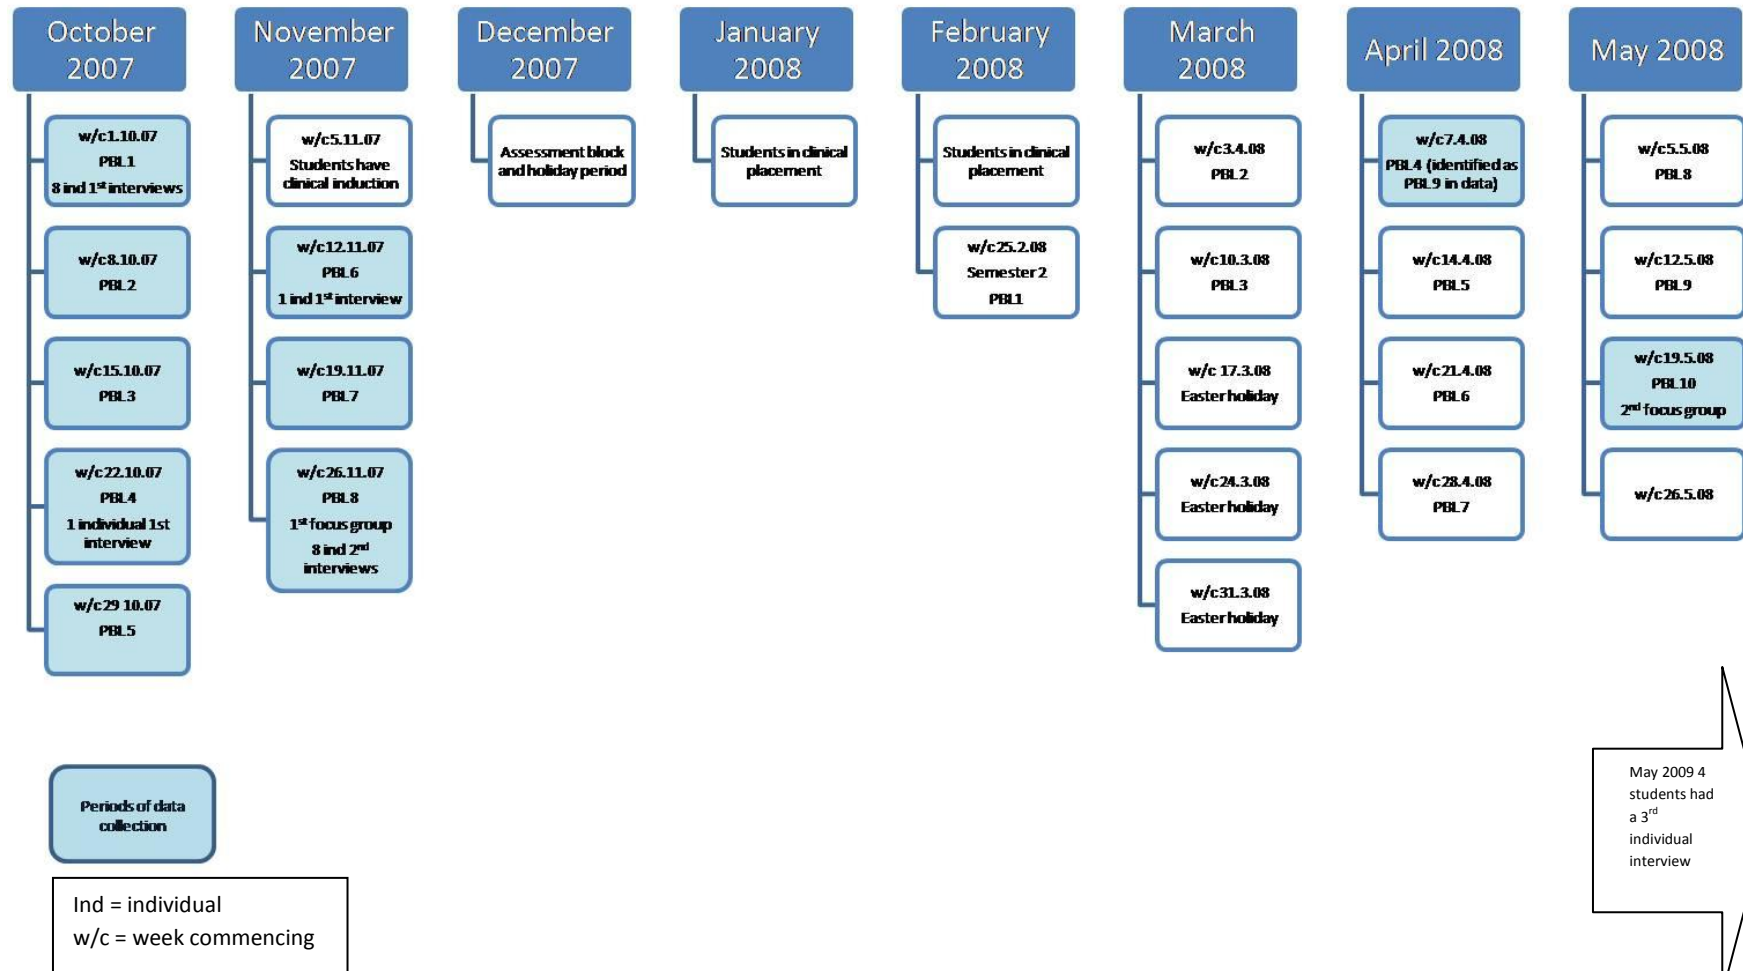 October
2007
w/c1.10.07
PBL1
8 ind 1st interviews
w/c8.10.07
PBL2
w/c15.10.07
PBL3
w/c22.10.07
PBL4
1 individual 1st
interview
w/c29 10.07
PBL5
November
2007
w/c5.11.07
Students have
clinical induction
w/c12.11.07
PBL6
1 ind 1st interview
w/c19.11.07
PBL7
w/c26.11.07
PBL8
1st focus group
8 ind 2nd
interviews
December
2007
Assessment block
and holiday period
January
2008
Students in clinical
placement
February
2008
Students in clinical
placement
w/c25.2.08
Semester 2
PBL1
March
2008
w/c3.4.08
PBL2
w/c10.3.08
PBL3
w/c 17.3.08
Easter holiday
w/c24.3.08
Easter holiday
w/c31.3.08
Easter holiday
April 2008
w/c7.4.08
PBL4 (identified as
PBL9 in data)
w/c14.4.08
PBL5
w/c21.4.08
PBL6
w/c28.4.08
PBL7
May 2008
w/c5.5.08
PBL8
w/c12.5.08
PBL9
w/c19.5.08
PBL10
2nd focus group
w/c26.5.08
Periods of data
collection
Ind = individual
w/c = week commencing
May 2009 4
students had
a 3rd
individual
interview